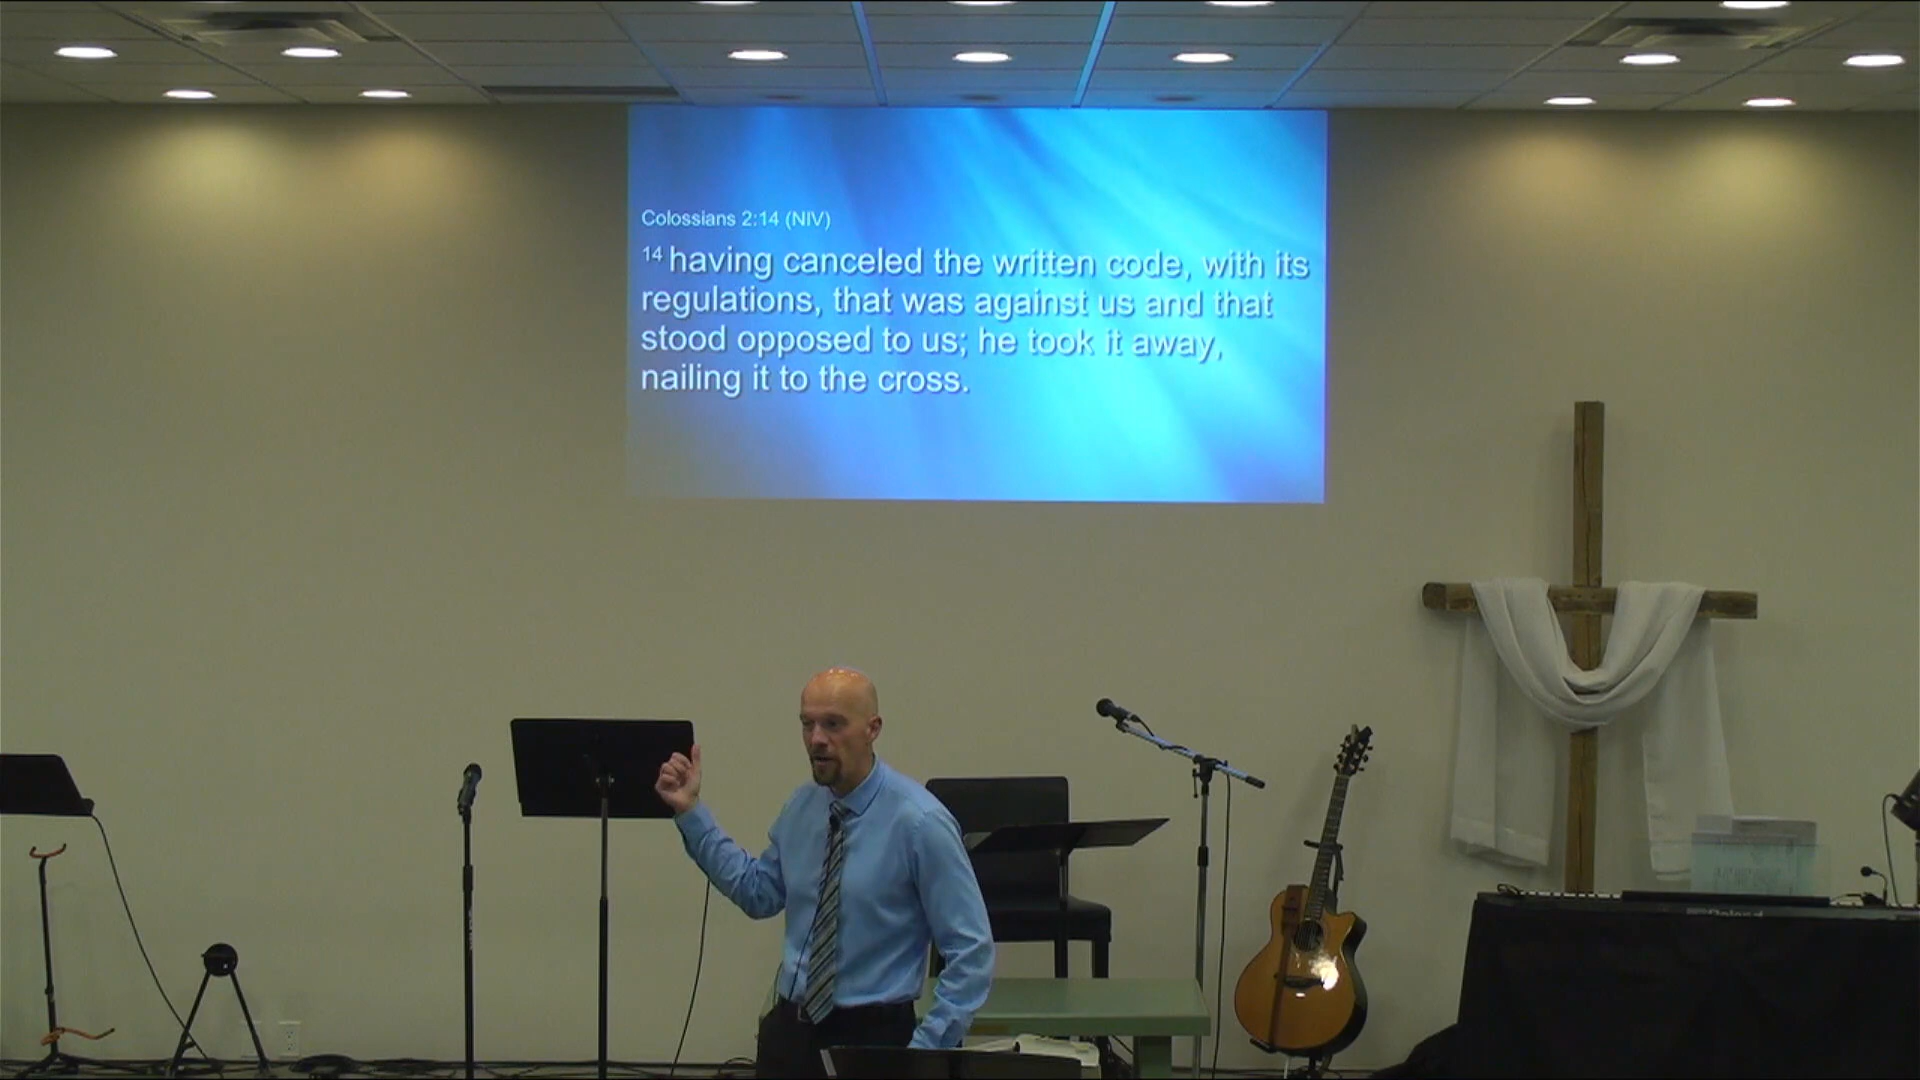 Colossians 2:14 (NIV)
14 having canceled the written code, with its
regulations, that was against us and that
stood opposed to us; he took it away,
nailing it to the cross.
Roland